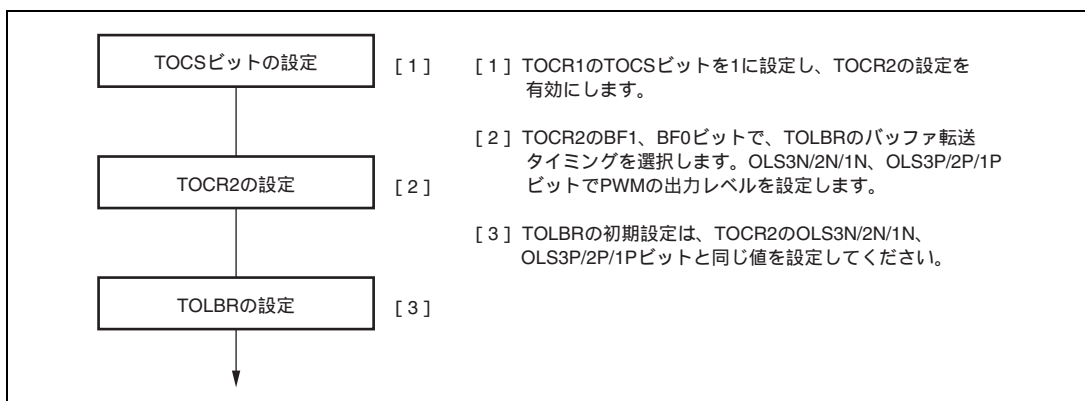 TOCSビットの設定
[ 1 ]
[ 1 ] TOCR1のTOCSビットを1に設定し、TOCR2の設定を
有効にします。
TOCR2の設定
[ 2 ]
[ 2 ] TOCR2のBF1、BF0ビットで、TOLBRのバッファ転送
タイミングを選択します。OLS3N/2N/1N、OLS3P/2P/1P
ビットでPWMの出力レベルを設定します。
TOLBRの設定
[ 3 ]
[ 3 ] TOLBRの初期設定は、TOCR2のOLS3N/2N/1N、
OLS3P/2P/1Pビットと同じ値を設定してください。